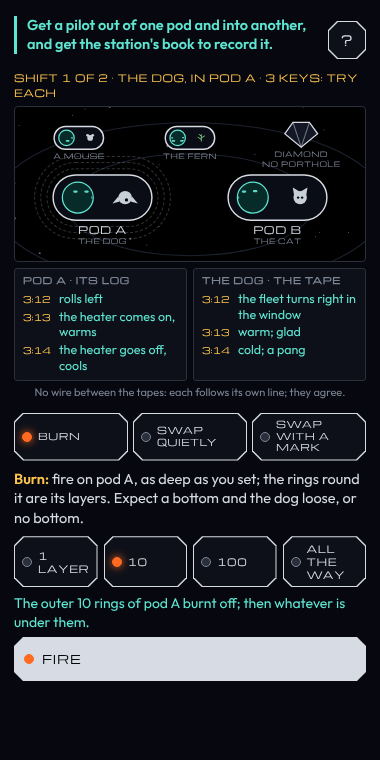 Get a pilot out of one pod and into another,
and get the station's book to record it.
?
SHIFT 1 OF 2 · THE DOG, IN POD A · 3 KEYS: TRY
EACH
A MOUSE
THE FERN
DIAMOND
NO PORTHOLE
POD A
THE DOG
POD B
THE CAT
POD A · ITS LOG
3:12 rolls left
3:13 the heater comes on,
warms
3:14 the heater goes off,
cools
THE DOG · THE TAPE
3:12 the fleet turns right in
the window
3:13 warm; glad
3:14 cold; a pang
No wire between the tapes: each follows its own line; they agree.
BURN
SWAP
QUIETLY
SWAP
WITH A
MARK
Burn: fire on pod A, as deep as you set; the rings round
it are its layers. Expect a bottom and the dog loose, or
no bottom.
1
LAYER
10
100
ALL
THE
WAY
The outer 10 rings of pod A burnt off; then whatever is
under them.
FIRE